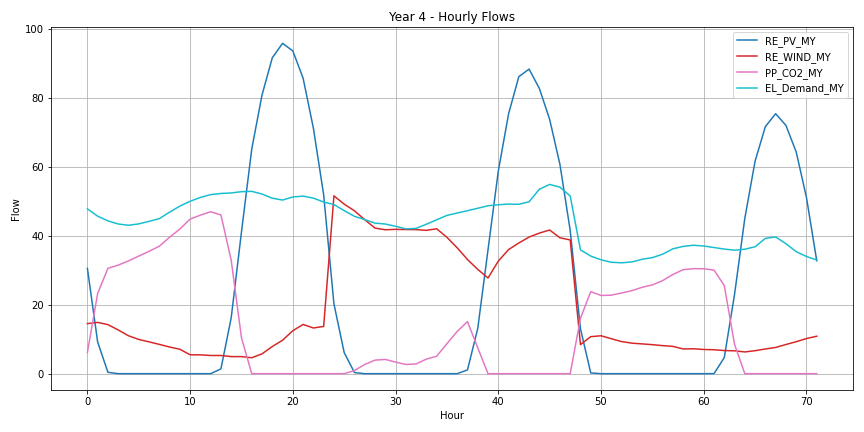 Year 4 - Hourly Flows
RE_PV_MY
RE_WIND_MY
PP_CO2_MY
EL_Demand_MY
Flow
100
80
60
40
20
0
0 10 20 30 40 50 60 70
Hour